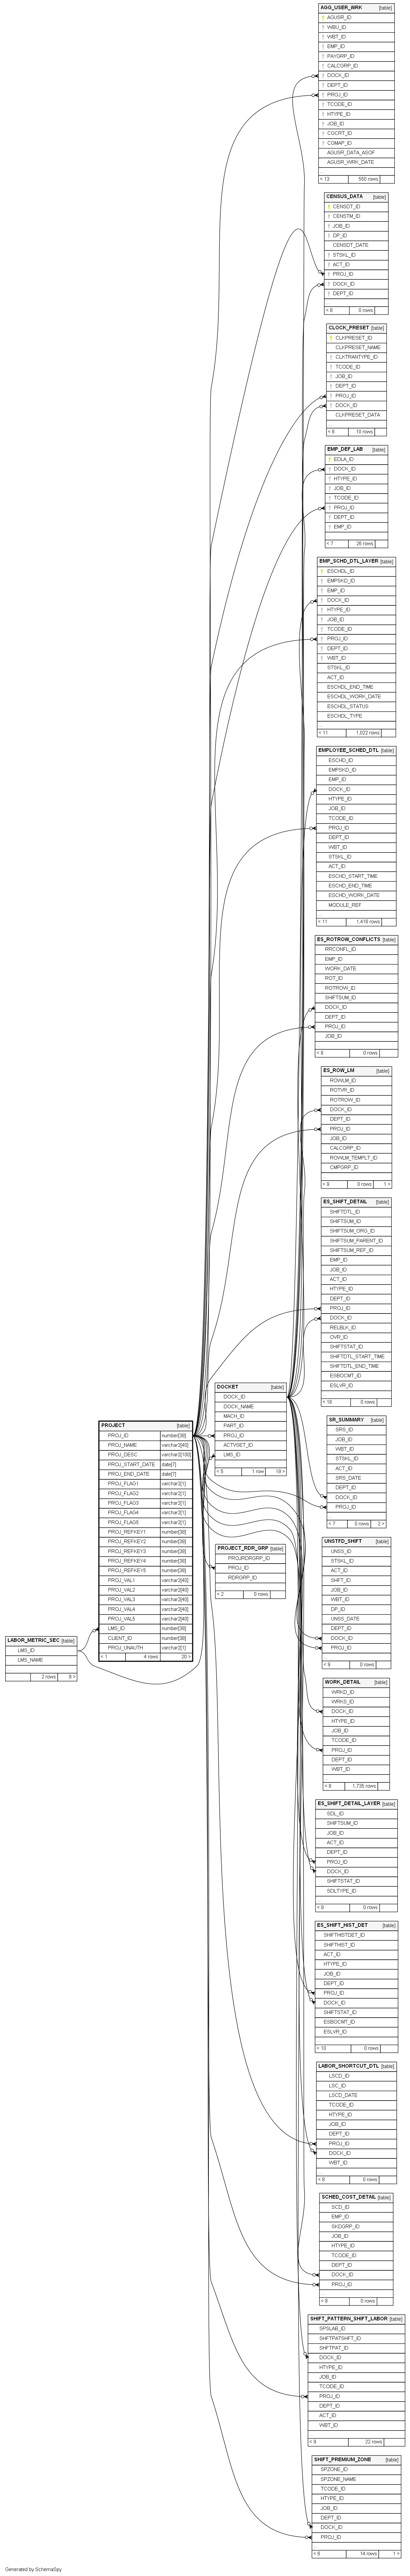 AGG_USER_WRK [table]
AGUSR_ID
WBU_ID
WBT_ID
EMP_ID
PAYGRP_ID
CALCGRP_ID
DOCK_ID
DEPT_ID
PROJ_ID
TCODE_ID
HTYPE_ID
JOB_ID
CGCRT_ID
CGMAP_ID
AGUSR_DATA_ASOF
AGUSR_WRK_DATE
< 13 550 rows
CENSUS_DATA [table]
CENSDT_ID
CENSTM_ID
JOB_ID
DP_ID
CENSDT_DATE
STSKL_ID
ACT_ID
PROJ_ID
DOCK_ID
DEPT_ID
< 8 0 rows
CLOCK_PRESET [table]
CLKPRESET_ID
CLKPRESET_NAME
CLKTRANTYPE_ID
TCODE_ID
JOB_ID
DEPT_ID
PROJ_ID
DOCK_ID
CLKPRESET_DATA
< 6 10 rows
EMP_DEF_LAB [table]
EDLA_ID
DOCK_ID
HTYPE_ID
JOB_ID
TCODE_ID
PROJ_ID
DEPT_ID
EMP_ID
< 7 26 rows
EMP_SCHD_DTL_LAYER [table]
ESCHDL_ID
EMPSKD_ID
EMP_ID
DOCK_ID
HTYPE_ID
JOB_ID
TCODE_ID
PROJ_ID
DEPT_ID
WBT_ID
STSKL_ID
ACT_ID
ESCHDL_END_TIME
ESCHDL_WORK_DATE
ESCHDL_STATUS
ESCHDL_TYPE
< 11 1,022 rows
EMPLOYEE_SCHED_DTL [table]
ESCHD_ID
EMPSKD_ID
EMP_ID
DOCK_ID
HTYPE_ID
JOB_ID
TCODE_ID
PROJ_ID
DEPT_ID
WBT_ID
STSKL_ID
ACT_ID
ESCHD_START_TIME
ESCHD_END_TIME
ESCHD_WORK_DATE
MODULE_REF
< 11 1,419 rows
ES_ROTROW_CONFLICTS [table]
RRCONFL_ID
EMP_ID
WORK_DATE
ROT_ID
ROTROW_ID
SHIFTSUM_ID
DOCK_ID
DEPT_ID
PROJ_ID
JOB_ID
< 8 0 rows
ES_ROW_LM [table]
ROWLM_ID
ROTVR_ID
ROTROW_ID
DOCK_ID
DEPT_ID
PROJ_ID
JOB_ID
CALCGRP_ID
ROWLM_TEMPLT_ID
CMPGRP_ID
< 9 0 rows 1 >
ES_SHIFT_DETAIL [table]
SHIFTDTL_ID
SHIFTSUM_ID
SHIFTSUM_ORG_ID
SHIFTSUM_PARENT_ID
SHIFTSUM_REF_ID
EMP_ID
JOB_ID
ACT_ID
HTYPE_ID
DEPT_ID
PROJ_ID
DOCK_ID
RELBLK_ID
OVR_ID
SHIFTSTAT_ID
SHIFTDTL_START_TIME
SHIFTDTL_END_TIME
ESBOCMT_ID
ESLVR_ID
...
< 16 0 rows
SR_SUMMARY [table]
SRS_ID
JOB_ID
WBT_ID
STSKL_ID
ACT_ID
SRS_DATE
DEPT_ID
DOCK_ID
PROJ_ID
< 7 0 rows 2 >
UNSTFD_SHIFT [table]
UNSS_ID
STSKL_ID
ACT_ID
SHFT_ID
JOB_ID
WBT_ID
DP_ID
UNSS_DATE
DEPT_ID
DOCK_ID
PROJ_ID
< 9 0 rows
WORK_DETAIL [table]
WRKD_ID
WRKS_ID
DOCK_ID
HTYPE_ID
JOB_ID
TCODE_ID
PROJ_ID
DEPT_ID
WBT_ID
...
< 8 1,735 rows
ES_SHIFT_DETAIL_LAYER [table]
SDL_ID
SHIFTSUM_ID
JOB_ID
ACT_ID
DEPT_ID
PROJ_ID
DOCK_ID
SHIFTSTAT_ID
SDLTYPE_ID
< 8 0 rows
ES_SHIFT_HIST_DET [table]
SHIFTHISTDET_ID
SHIFTHIST_ID
ACT_ID
HTYPE_ID
JOB_ID
DEPT_ID
PROJ_ID
DOCK_ID
SHIFTSTAT_ID
ESBOCMT_ID
ESLVR_ID
...
< 10 0 rows
LABOR_SHORTCUT_DTL [table]
LSCD_ID
LSC_ID
LSCD_DATE
TCODE_ID
HTYPE_ID
JOB_ID
DEPT_ID
PROJ_ID
DOCK_ID
WBT_ID
< 8 0 rows
SCHED_COST_DETAIL [table]
SCD_ID
EMP_ID
SKDGRP_ID
JOB_ID
HTYPE_ID
TCODE_ID
DEPT_ID
DOCK_ID
PROJ_ID
< 8 0 rows
SHIFT_PATTERN_SHIFT_LABOR [table]
SPSLAB_ID
SHFTPATSHFT_ID
SHFTPAT_ID
DOCK_ID
HTYPE_ID
JOB_ID
TCODE_ID
PROJ_ID
DEPT_ID
ACT_ID
WBT_ID
< 9 22 rows
SHIFT_PREMIUM_ZONE [table]
SPZONE_ID
SPZONE_NAME
TCODE_ID
HTYPE_ID
JOB_ID
DEPT_ID
DOCK_ID
PROJ_ID
< 6 14 rows 1 >
DOCKET [table]
DOCK_ID
DOCK_NAME
MACH_ID
PART_ID
PROJ_ID
ACTVSET_ID
LMS_ID
< 5 1 row 19 >
PROJECT_RDR_GRP [table]
PROJRDRGRP_ID
PROJ_ID
RDRGRP_ID
< 2 0 rows
PROJECT [table]
PROJ_ID number[38]
PROJ_NAME varchar2[40]
PROJ_DESC varchar2[100]
PROJ_START_DATE date[7]
PROJ_END_DATE date[7]
PROJ_FLAG1 varchar2[1]
PROJ_FLAG2 varchar2[1]
PROJ_FLAG3 varchar2[1]
PROJ_FLAG4 varchar2[1]
PROJ_FLAG5 varchar2[1]
PROJ_REFKEY1 number[38]
PROJ_REFKEY2 number[38]
PROJ_REFKEY3 number[38]
PROJ_REFKEY4 number[38]
PROJ_REFKEY5 number[38]
PROJ_VAL1 varchar2[40]
PROJ_VAL2 varchar2[40]
PROJ_VAL3 varchar2[40]
PROJ_VAL4 varchar2[40]
PROJ_VAL5 varchar2[40]
LMS_ID number[38]
CLIENT_ID number[38]
PROJ_UNAUTH varchar2[1]
< 1 4 rows 20 >
LABOR_METRIC_SEC [table]
LMS_ID
LMS_NAME
2 rows 8 >
Generated by SchemaSpy